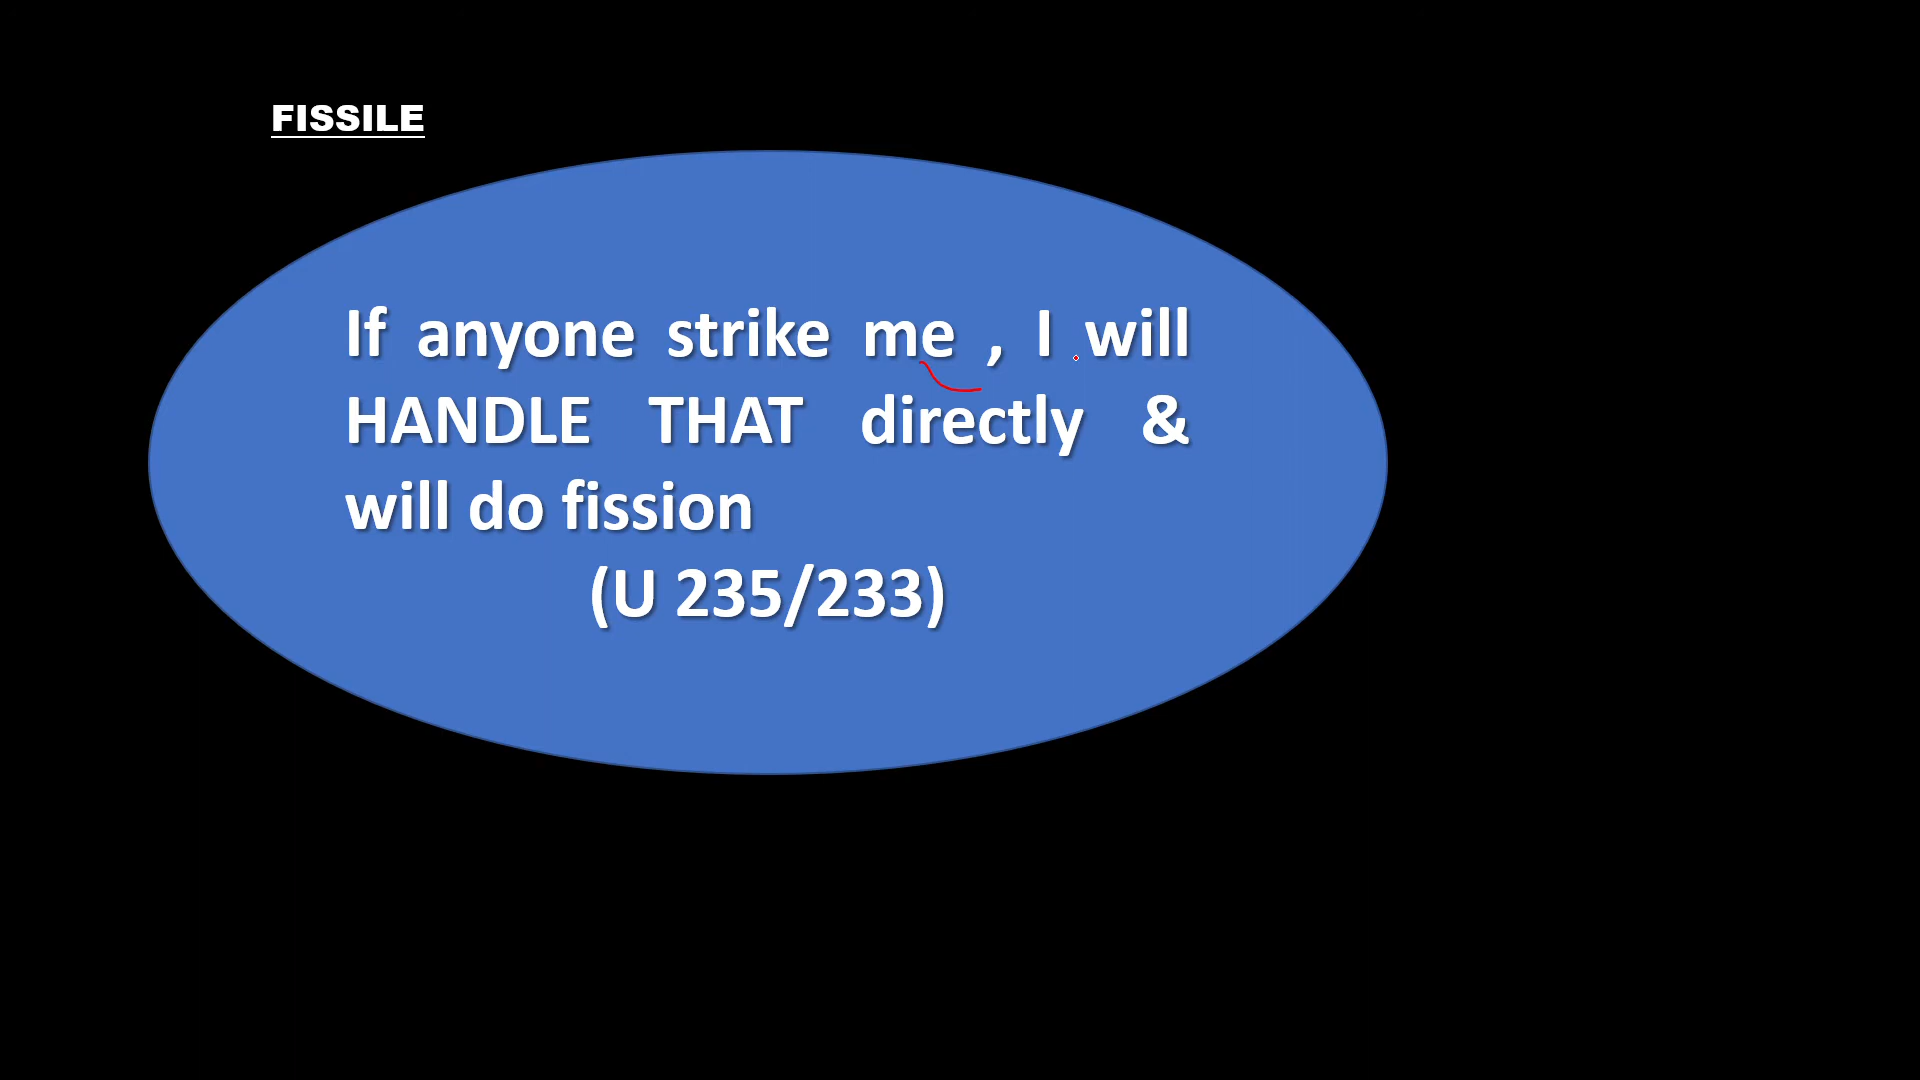 FISSILE
If anyone strike me , I will
HANDLE THAT directly &
will do fission
(U 235/233)